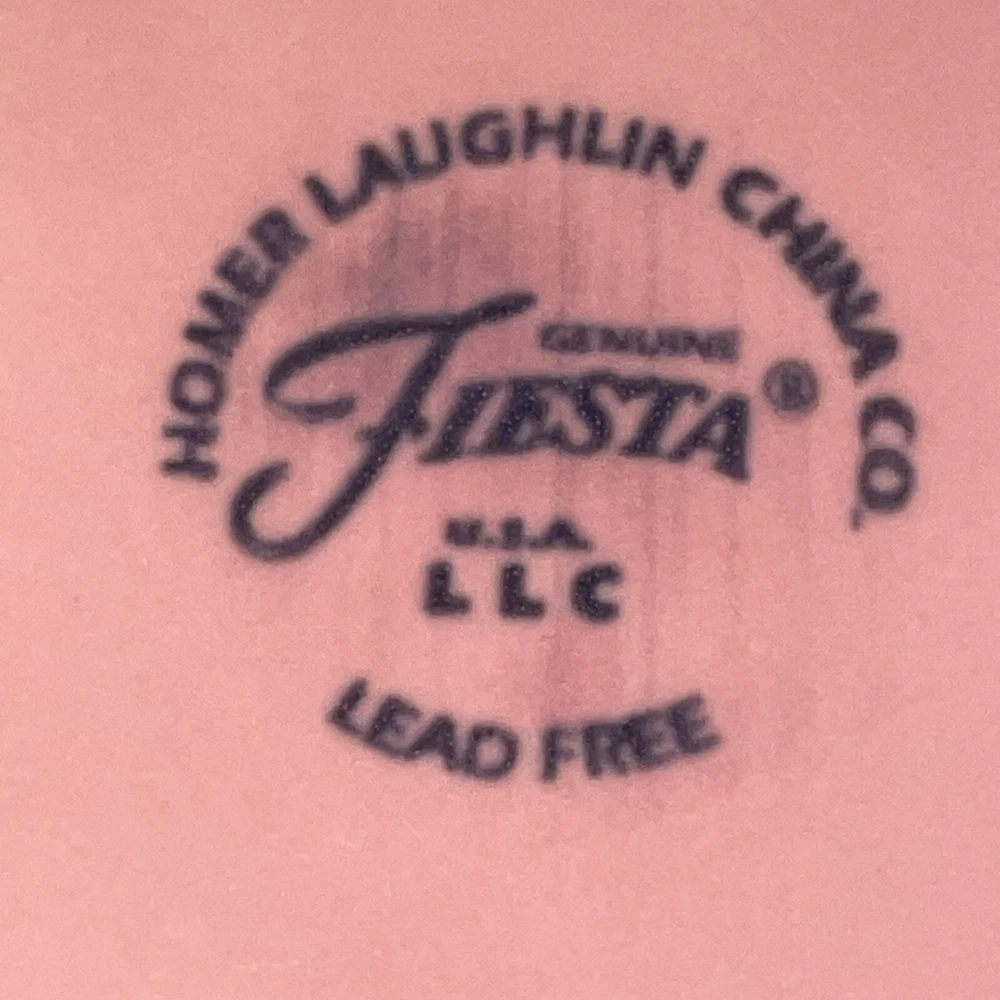 HOMER LAUGHLIN CHINA CO.
GENUINE
FIESTA®
U.S.A.
LLC
LEAD FREE